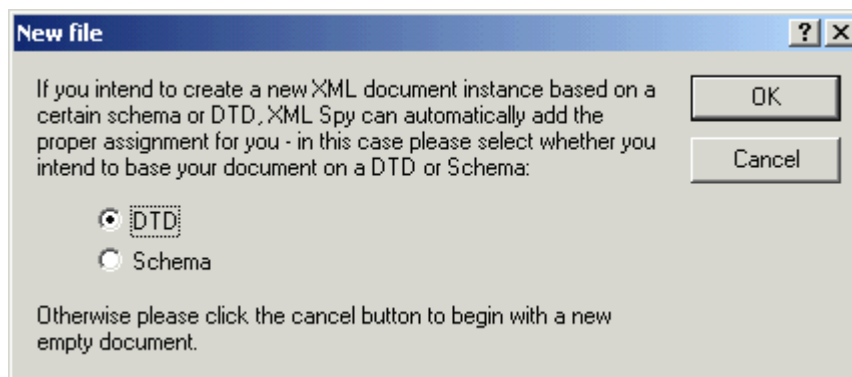 New file
If you intend to create a new XML document instance based on a
certain schema or DTD, XML Spy can automatically add the
proper assignment for you - in this case please select whether you
intend to base your document on a DTD or Schema:
OK
Cancel
DTD
Schema
Otherwise please click the cancel button to begin with a new
empty document.